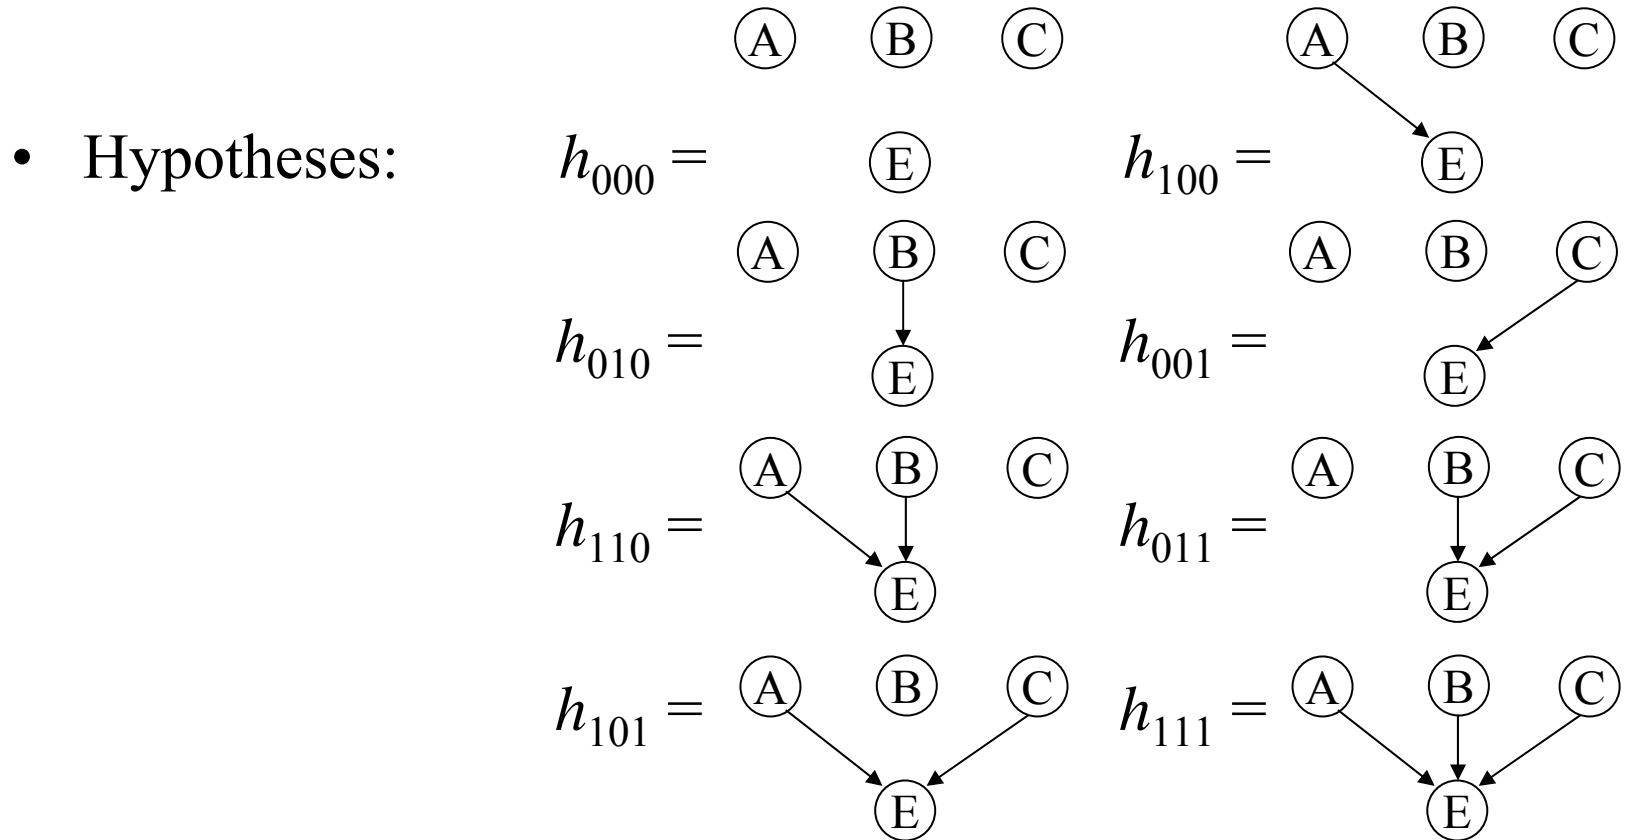 A B C A B C
• Hypotheses: h000 = E h100 = E
A B C A B C
h010 = E h001 = E
A B C A B C
h110 = h011 =
E E
A B C A B C
h101 = h111 =
E E